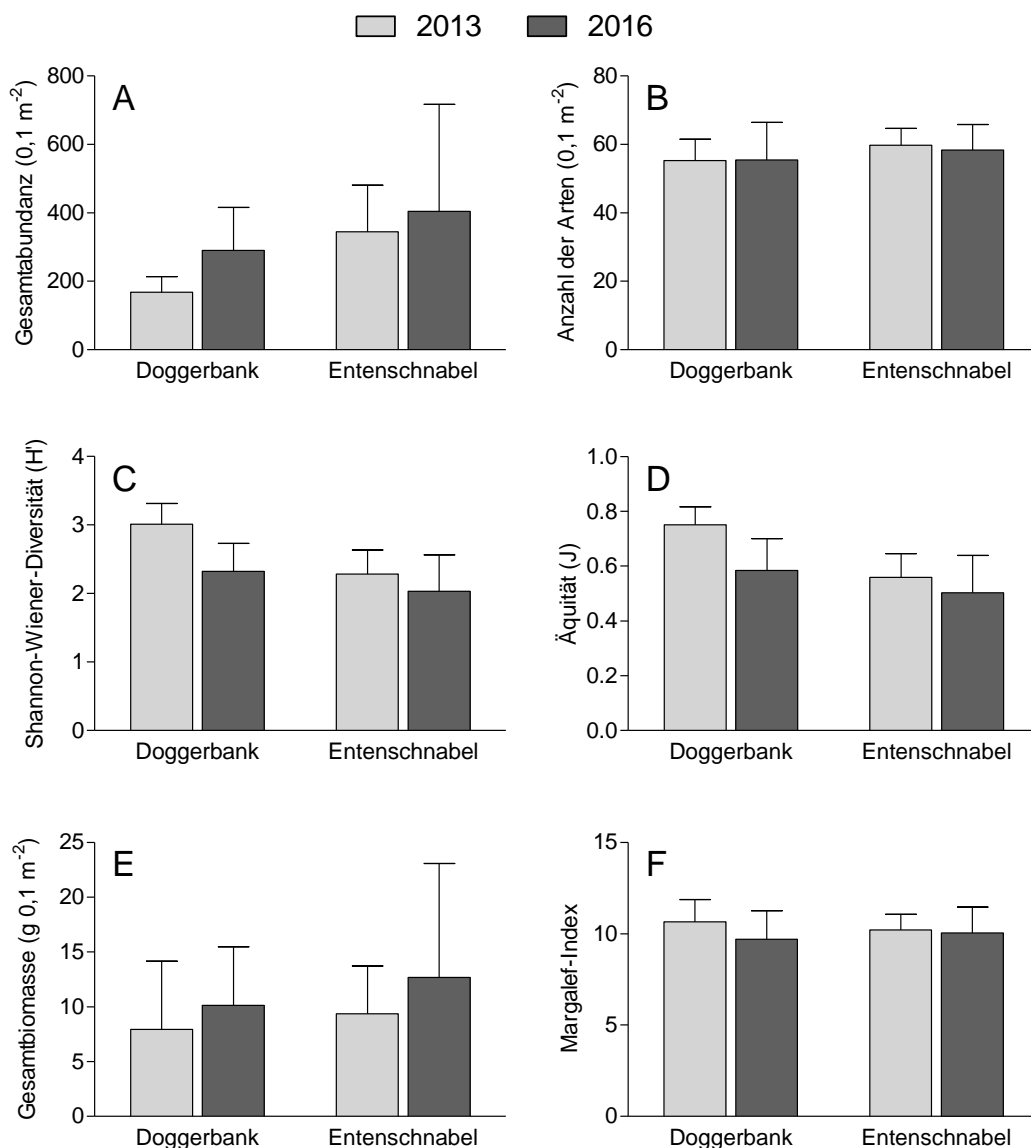 2013 2016
A
Gesamtabundanz (0,1 m-2)
800
600
400
200
0
Doggerbank Entenschnabel
B
Anzahl der Arten (0,1 m-2)
80
60
40
20
0
Doggerbank Entenschnabel
C
Shannon-Wiener-Diversität (H')
4
3
2
1
0
Doggerbank Entenschnabel
D
Äquität (J)
1.0
0.8
0.6
0.4
0.2
0.0
Doggerbank Entenschnabel
E
Gesamtbiomasse (g 0,1 m-2)
25
20
15
10
5
0
Doggerbank Entenschnabel
F
Margalef-Index
15
10
5
0
Doggerbank Entenschnabel